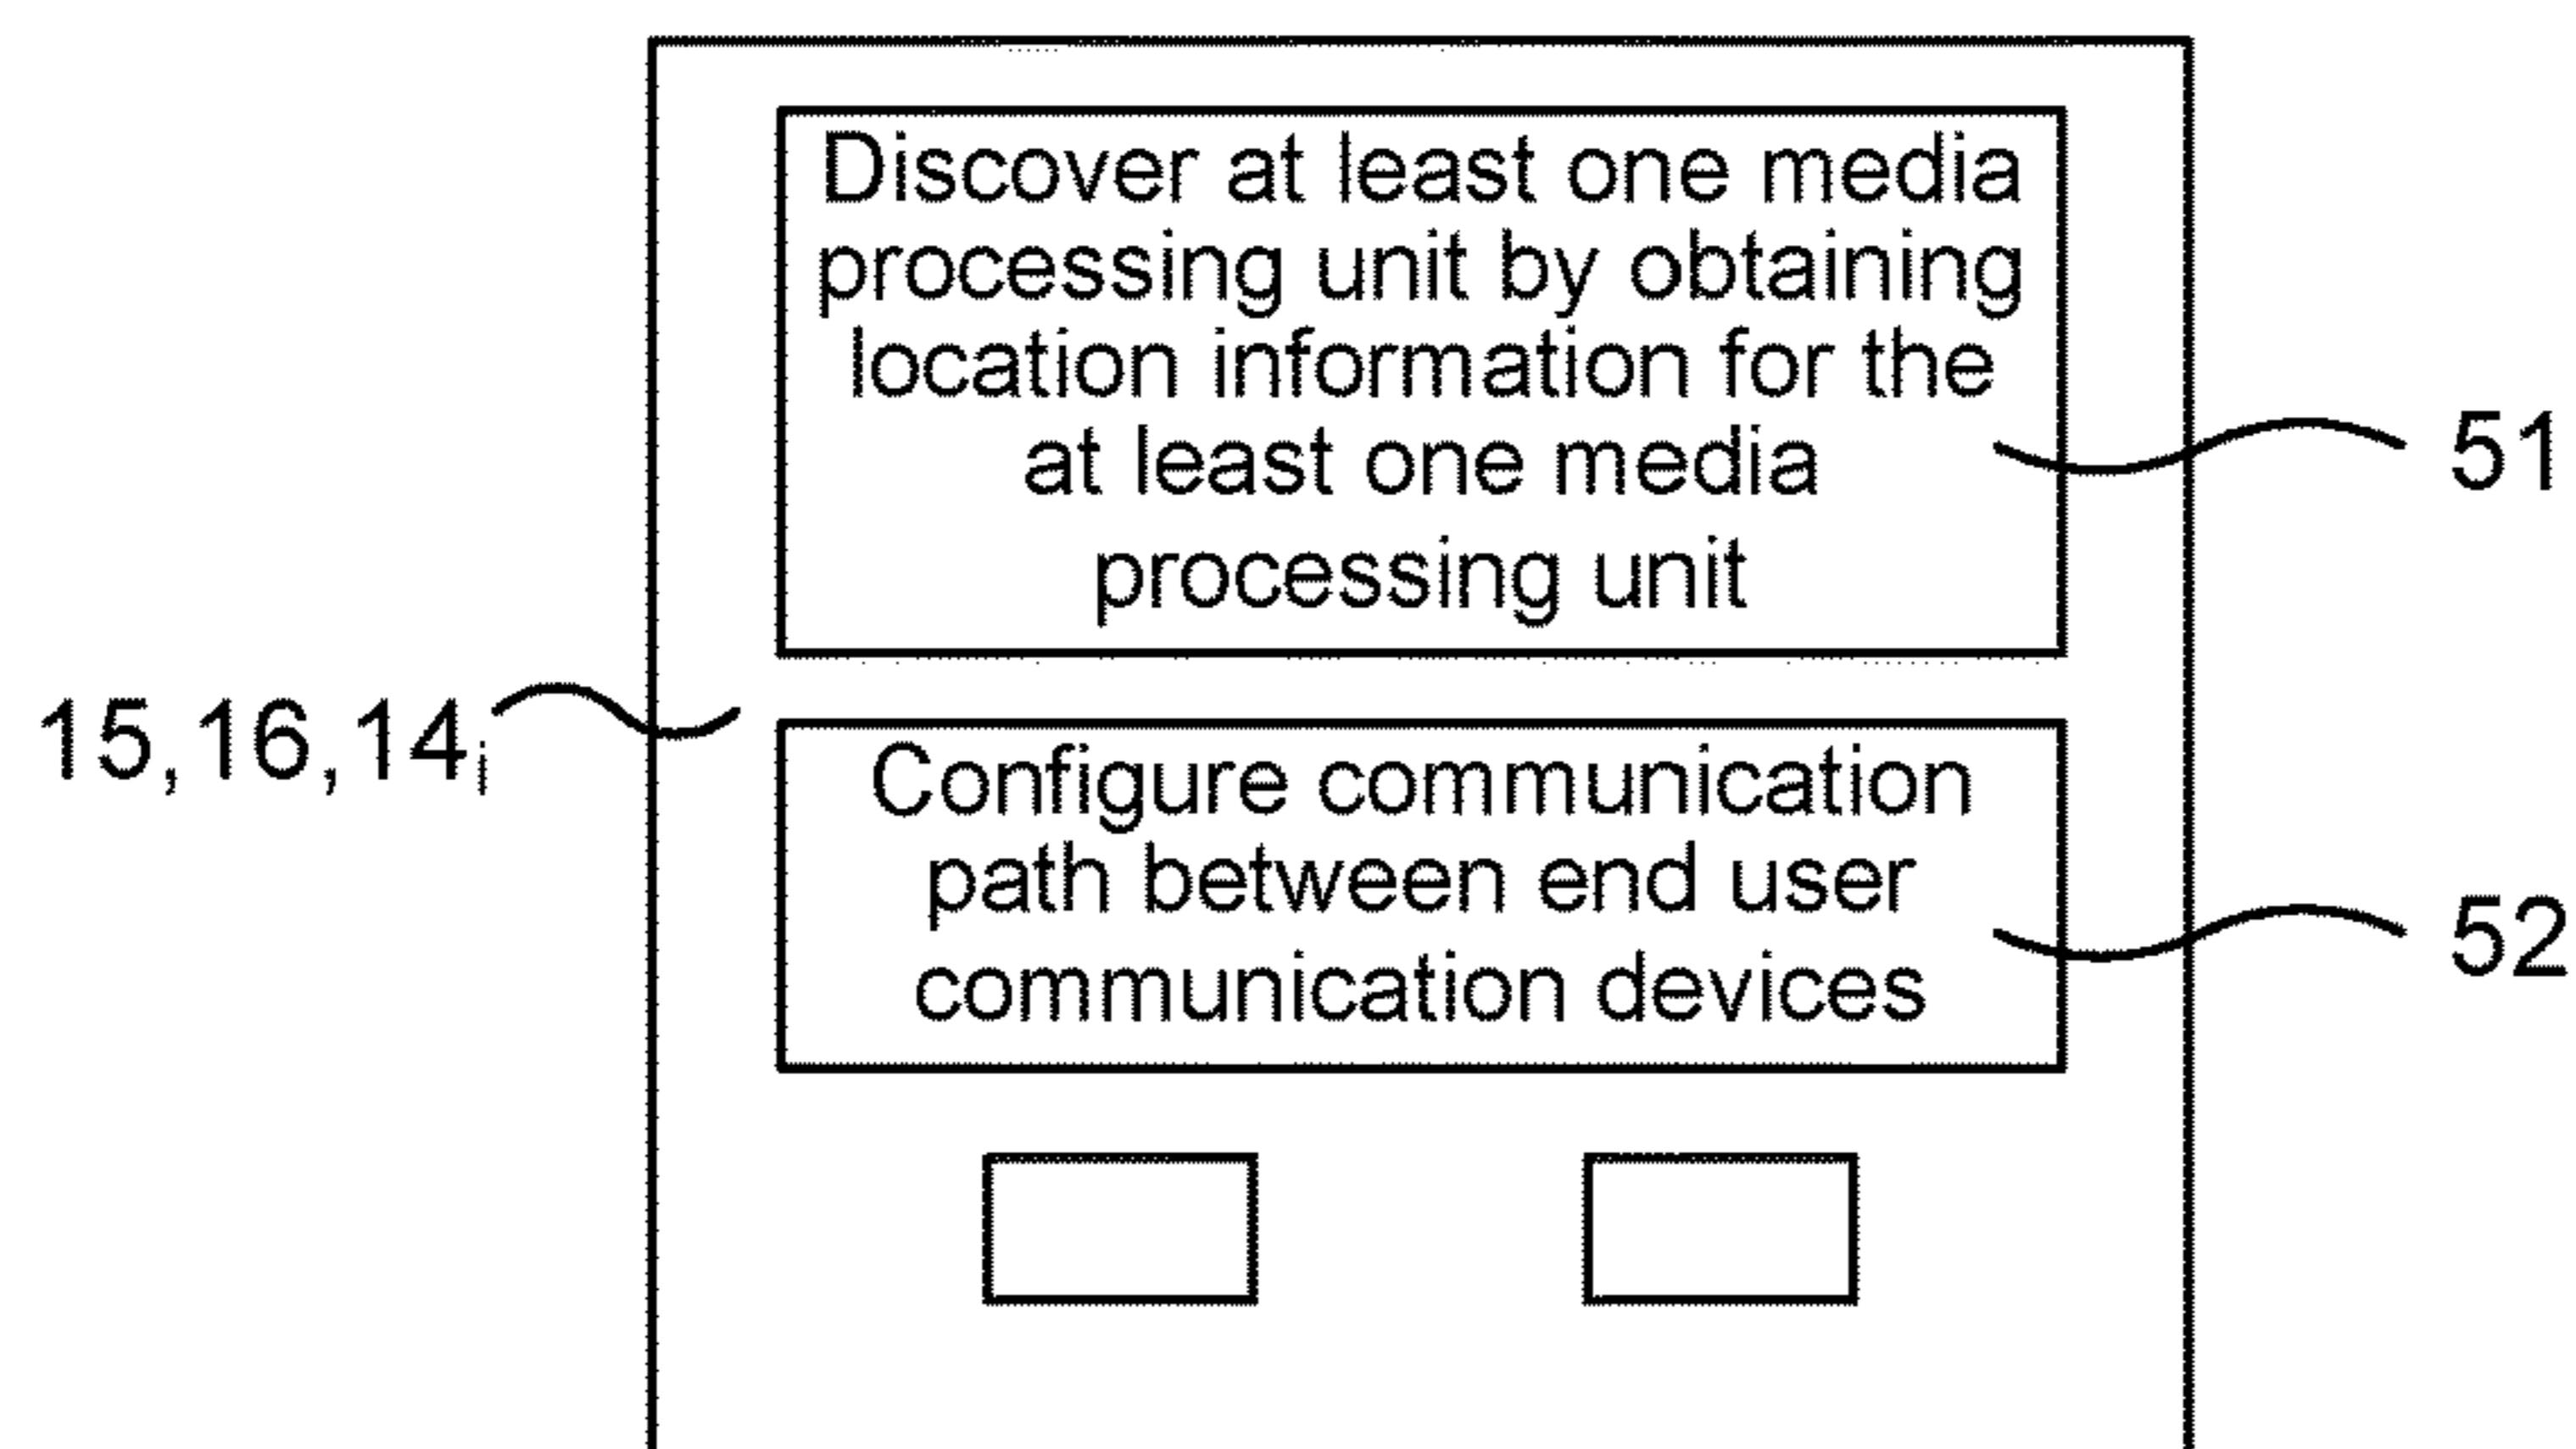 Discover at least one media
processing unit by obtaining
location information for the
at least one media
processing unit
51
15,16,14i
Configure communication
path between end user
communication devices
52